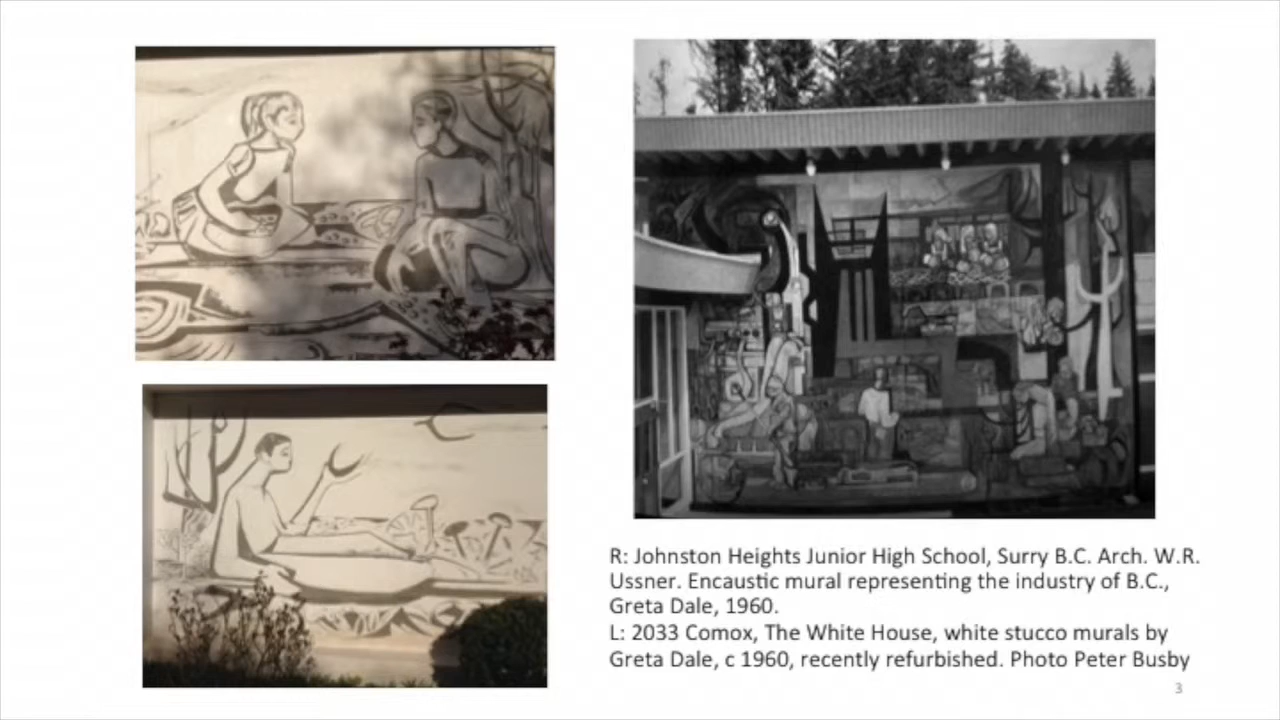 R: Johnston Heights Junior High School, Surry B.C. Arch. W.R.
Ussner. Encaustic mural representing the industry of B.C.,
Greta Dale, 1960.
L: 2033 Comox, The White House, white stucco murals by
Greta Dale, c 1960, recently refurbished. Photo Peter Busby
3